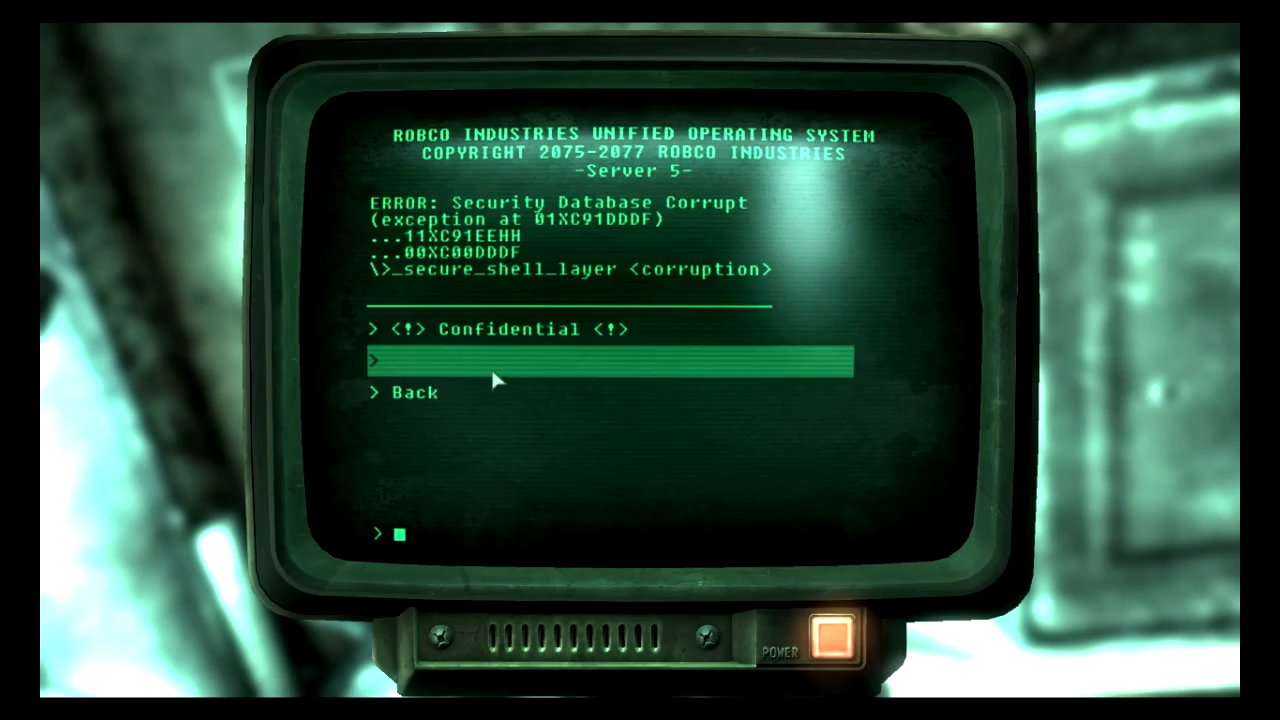 ROBCO INDUSTRIES UNIFIED OPERATING SYSTEM
COPYRIGHT 2075-2077 ROBCO INDUSTRIES
-Server 5-
ERROR: Security Database Corrupt
(exception at 01XC91DDDF)
...11XC91EEHH
...00XC00DDDF
\>_secure_shell_layer <corruption>
> <!> Confidential <!>
>
> Back
>
POWER